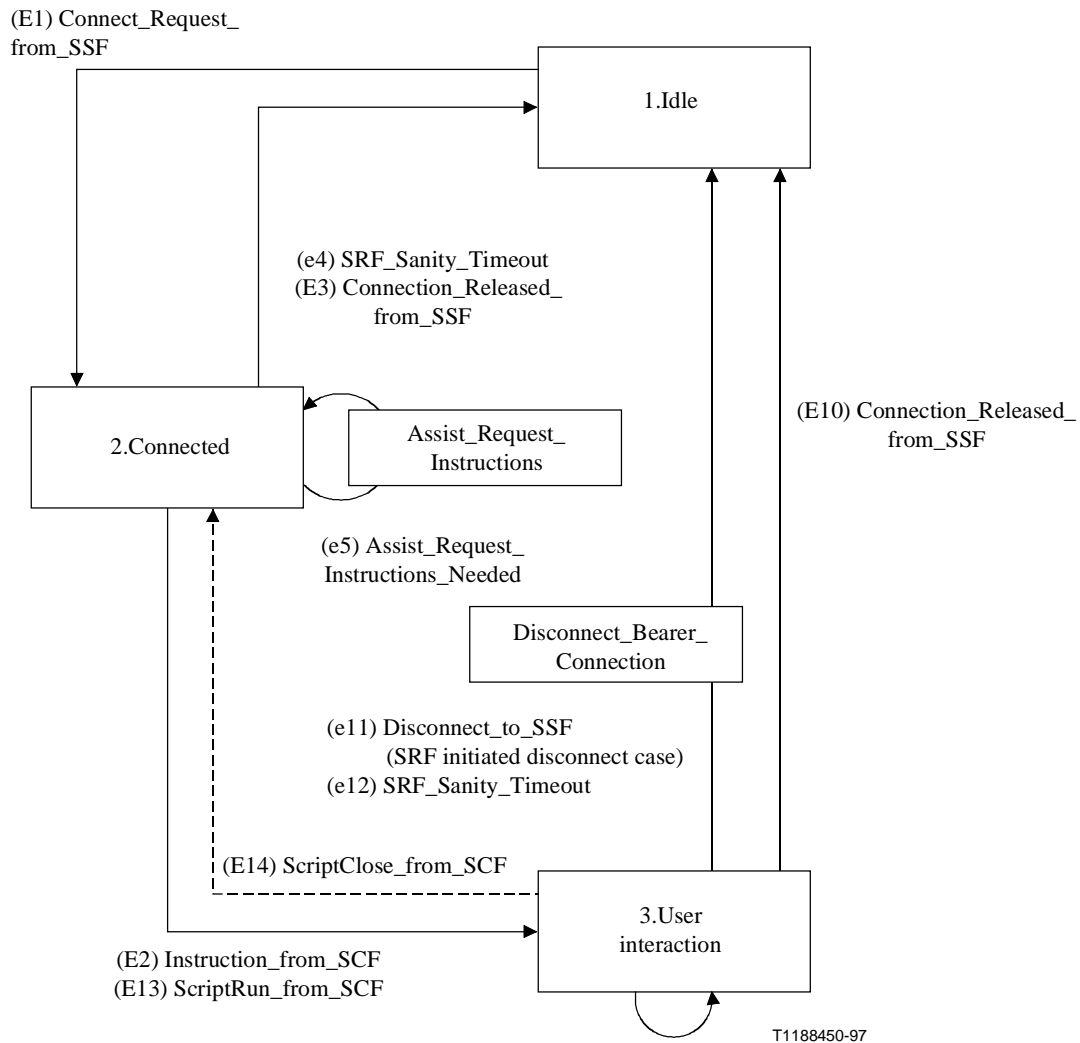 (E1) Connect_Request_
from_SSF
1.Idle
(e4) SRF_Sanity_Timeout
(E3) Connection_Released_
from_SSF
(E10) Connection_Released_
from_SSF
2.Connected
Assist_Request_
Instructions
(e5) Assist_Request_
Instructions_Needed
Disconnect_Bearer_
Connection
(e11) Disconnect_to_SSF
(SRF initiated disconnect case)
(e12) SRF_Sanity_Timeout
(E14) ScriptClose_from_SCF
3.User
interaction
(E2) Instruction_from_SCF
(E13) ScriptRun_from_SCF
T1188450-97